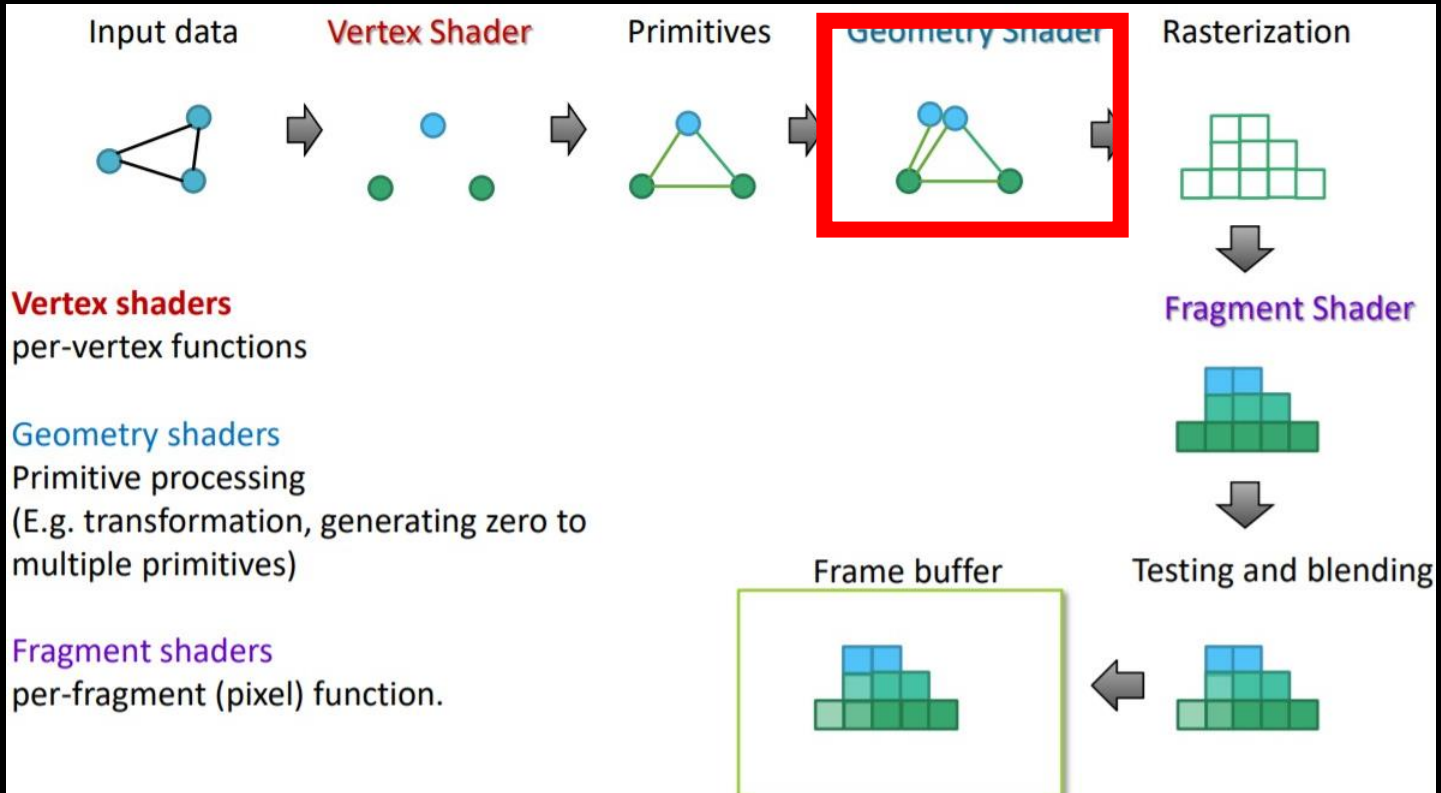 Input data
Vertex Shader
Primitives
Geometry Shader
Rasterization
Vertex shaders
per-vertex functions
Geometry shaders
Primitive processing
(E.g. transformation, generating zero to
multiple primitives)
Fragment shaders
per-fragment (pixel) function.
Fragment Shader
Testing and blending
Frame buffer